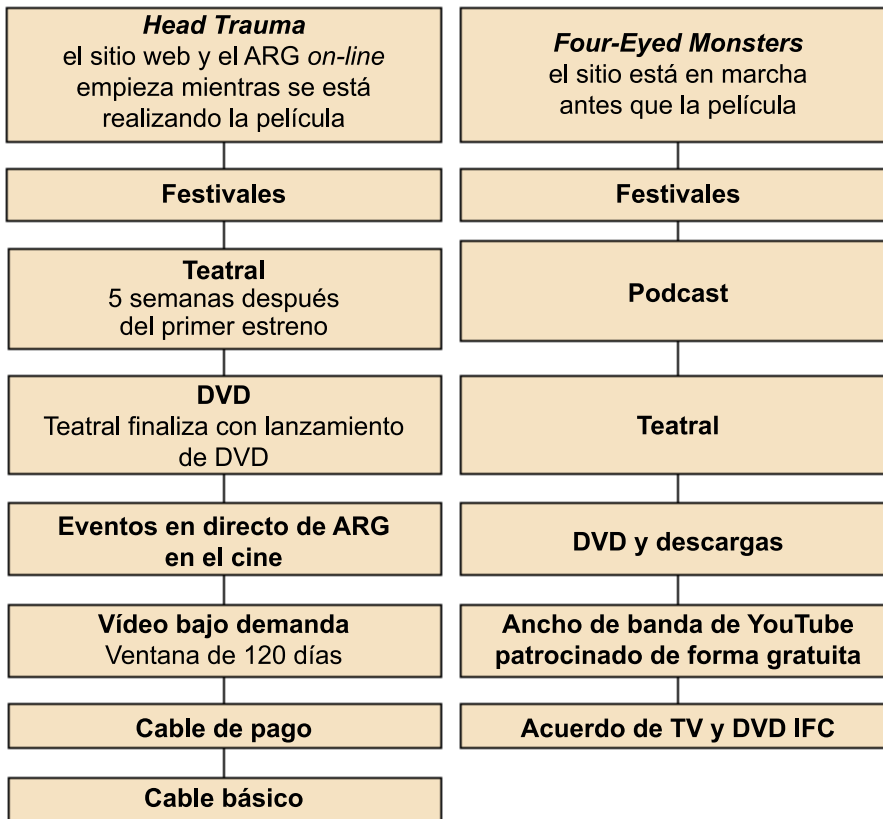 Head Trauma
el sitio web y el ARG on-line
empieza mientras se está
realizando la película
Festivales
Teatral
5 semanas después
del primer estreno
DVD
Teatral finaliza con lanzamiento
de DVD
Eventos en directo de ARG
en el cine
Vídeo bajo demanda
Ventana de 120 días
Cable de pago
Cable básico
Four-Eyed Monsters
el sitio está en marcha
antes que la película
Festivales
Podcast
Teatral
DVD y descargas
Ancho de banda de YouTube
patrocinado de forma gratuita
Acuerdo de TV y DVD IFC